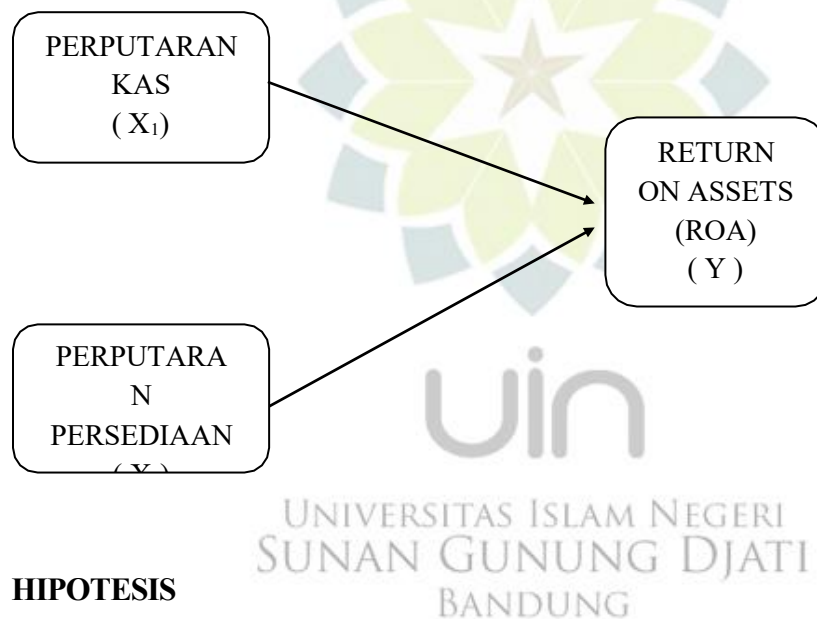 PERPUTARAN
KAS
( X₁)
RETURN
ON ASSETS
(ROA)
( Y )
PERPUTARA
N
PERSEDIAAN
uin
UNIVERSITAS ISLAM NEGERI
SUNAN GUNUNG DJATI
BANDUNG
HIPOTESIS